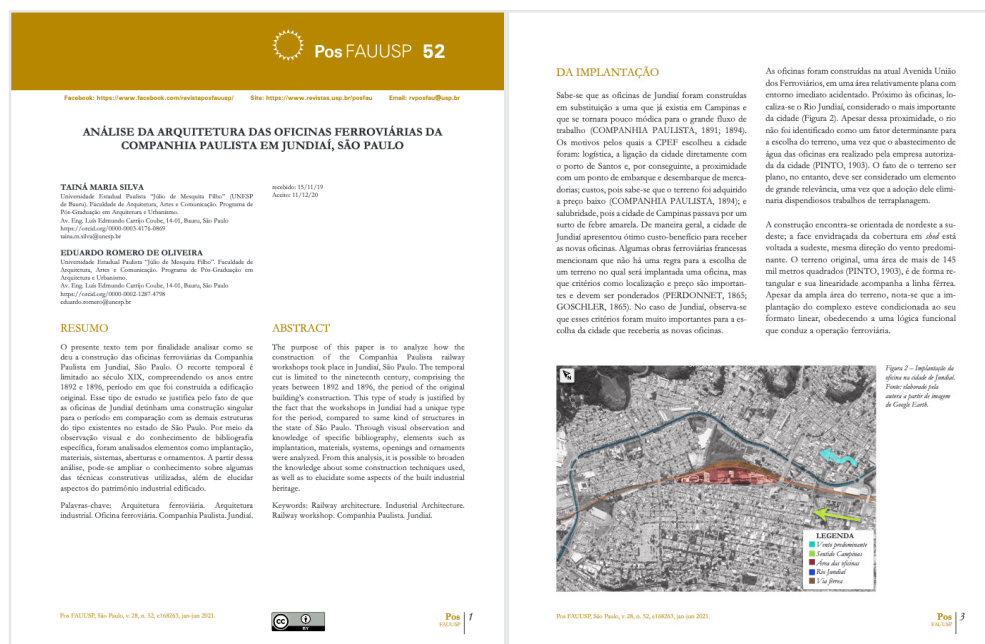 Pos FAUUSP 52
Facebook: https://www.facebook.com/revistaposfauusp/ Site: https://www.revistas.usp.br/posfau Email: rvposfau@usp.br
ANÁLISE DA ARQUITETURA DAS OFICINAS FERROVIÁRIAS DA
COMPANHIA PAULISTA EM JUNDIAÍ, SÃO PAULO
TAINÁ MARIA SILVA
Universidade Estadual Paulista “Júlio de Mesquita Filho” (UNESP
de Bauru). Faculdade de Arquitetura, Artes e Comunicação. Programa de
Pós-Graduação em Arquitetura e Urbanismo.
Av. Eng. Luís Edmundo Carrijo Coube, 14-01, Bauru, São Paulo
https://orcid.org/0000-0003-4176-0869
taina.m.silva@unesp.br
recebido: 15/11/19
Aceito: 11/12/20
EDUARDO ROMERO DE OLIVEIRA
Universidade Estadual Paulista “Júlio de Mesquita Filho”. Faculdade de
Arquitetura, Artes e Comunicação. Programa de Pós-Graduação em
Arquitetura e Urbanismo.
Av. Eng. Luís Edmundo Carrijo Coube, 14-01, Bauru, São Paulo
https://orcid.org/0000-0002-1287-4798
eduardo.romero@unesp.br
RESUMO
O presente texto tem por finalidade analisar como se
deu a construção das oficinas ferroviárias da Companhia
Paulista em Jundiaí, São Paulo. O recorte temporal é
limitado ao século XIX, compreendendo os anos entre
1892 e 1896, período em que foi construída a edificação
original. Esse tipo de estudo se justifica pelo fato de que
as oficinas de Jundiaí detinham uma construção singular
para o período em comparação com as demais estruturas
do tipo existentes no estado de São Paulo. Por meio da
observação visual e do conhecimento de bibliografia
específica, foram analisados elementos como implantação,
materiais, sistemas, aberturas e ornamentos. A partir dessa
análise, pode-se ampliar o conhecimento sobre algumas
das técnicas construtivas utilizadas, além de elucidar
aspectos do patrimônio industrial edificado.
Palavras-chave: Arquitetura ferroviária. Arquitetura
industrial. Oficina ferroviária. Companhia Paulista. Jundiaí.
ABSTRACT
The purpose of this paper is to analyze how the
construction of the Companhia Paulista railway
workshops took place in Jundiaí, São Paulo. The temporal
cut is limited to the nineteenth century, comprising the
years between 1892 and 1896, the period of the original
building’s construction. This type of study is justified by
the fact that the workshops in Jundiaí had a unique type
for the period, compared to same kind of structures in
the state of São Paulo. Through visual observation and
knowledge of specific bibliography, elements such as
implantation, materials, systems, openings and ornaments
were analyzed. From this analysis, it is possible to broaden
the knowledge about some construction techniques used,
as well as to elucidate some aspects of the built industrial
heritage.
Keywords: Railway architecture. Industrial Architecture.
Railway workshop. Companhia Paulista. Jundiaí.
Pos FAUUSP, São Paulo, v. 28, n. 52, e168263, jan-jun 2021.
CC BY
Pos
FAUUSP
1
DA IMPLANTAÇÃO
Sabe-se que as oficinas de Jundiaí foram construídas
em substituição a uma que já existia em Campinas e
que se tornara pouco módica para o grande fluxo de
trabalho (COMPANHIA PAULISTA, 1891; 1894).
Os motivos pelos quais a CPEF escolheu a cidade
foram: logística, a ligação da cidade diretamente com
o porto de Santos e, por conseguinte, a proximidade
com um ponto de embarque e desembarque de merca-
dorias; custos, pois sabe-se que o terreno foi adquirido
a preço baixo (COMPANHIA PAULISTA, 1894); e
salubridade, pois a cidade de Campinas passava por um
surto de febre amarela. De maneira geral, a cidade de
Jundiaí apresentou ótimo custo-benefício para receber
as novas oficinas. Algumas obras ferroviárias francesas
mencionam que não há uma regra para a escolha de
um terreno no qual será implantada uma oficina, mas
que critérios como localização e preço são importan-
tes e devem ser ponderados (PERDONNET, 1865;
GOSCHLER, 1865). No caso de Jundiaí, observa-se
que esses critérios foram muito importantes para a es-
colha da cidade que receberia as novas oficinas.
As oficinas foram construídas na atual Avenida União
dos Ferroviários, em uma área relativamente plana com
entorno imediato acidentado. Próximo às oficinas, lo-
caliza-se o Rio Jundiaí, considerado o mais importante
da cidade (Figura 2). Apesar dessa proximidade, o rio
não foi identificado como um fator determinante para
a escolha do terreno, uma vez que o abastecimento de
água das oficinas era realizado pela empresa autoriza-
da da cidade (PINTO, 1903). O fato de o terreno ser
plano, no entanto, deve ser considerado um elemento
de grande relevância, uma vez que a adoção dele elimi-
naria dispendiosos trabalhos de terraplanagem.
A construção encontra-se orientada de nordeste a su-
deste; a face envidraçada da cobertura em shed está
voltada a sudeste, mesma direção do vento predomi-
nante. O terreno original, uma área de mais de 145
mil metros quadrados (PINTO, 1903), é de forma re-
tangular e sua linearidade acompanha a linha férrea.
Apesar da ampla área do terreno, nota-se que a im-
plantação do complexo esteve condicionada ao seu
formato linear, obedecendo a uma lógica funcional
que conduz a operação ferroviária.
N
LEGENDA
Vento predominante
Sentido Campinas
Área das oficinas
Rio Jundiaí
Via férrea
Figura 2 – Implantação da
oficina na cidade de Jundiaí.
Fonte: elaborado pela
autora a partir de imagem
do Google Earth.
Pos FAUUSP, São Paulo, v. 28, n. 52, e168263, jan-jun 2021.
Pos
FAUUSP
3